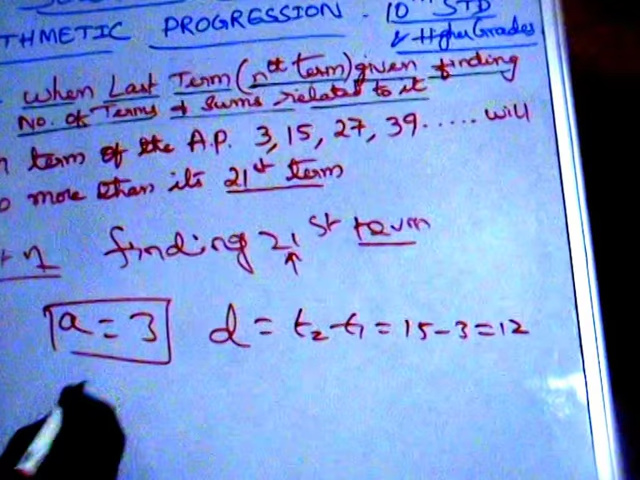 THMETIC PROGRESSION. 10th STD
& Higher Grades
When Last Term (nth term) given finding
No. of Terms & Sums related to it
term of the A.P. 3, 15, 27, 39..... will
more than its 21st term
n finding 21st term
a = 3 d = t2-t1 = 15-3=12